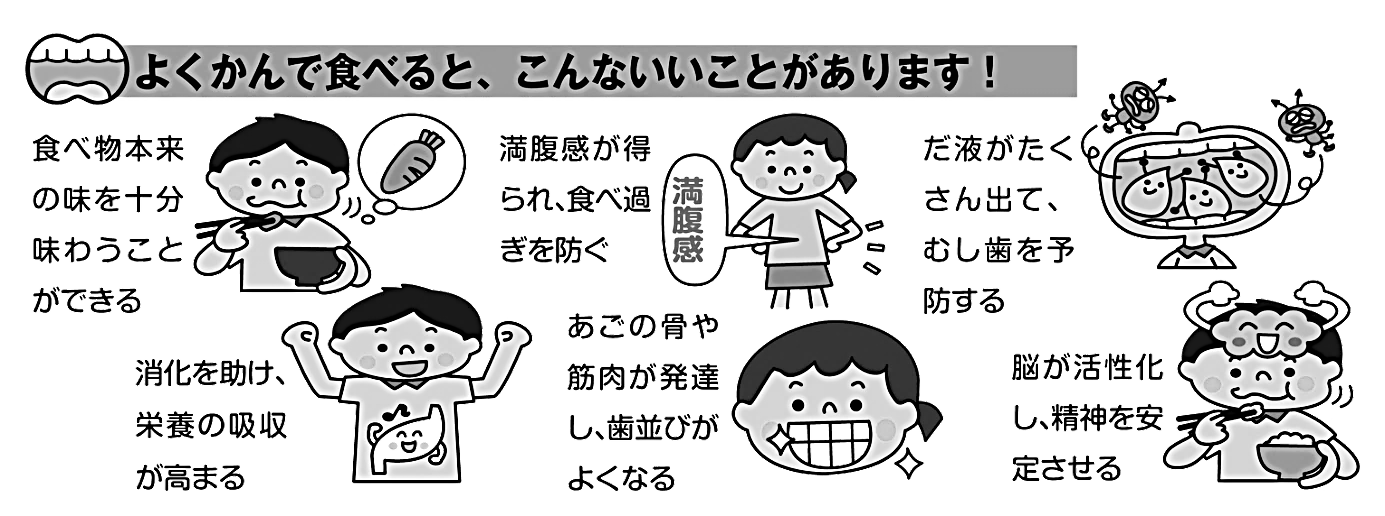 よくかんで食べると、こんないいことがあります！
食べ物本来
の味を十分
味わうこと
ができる
満腹感が得
られ、食べ過
ぎを防ぐ
満腹感
だ液がたく
さん出て、
むし歯を予
防する
消化を助け、
栄養の吸収
が高まる
あごの骨や
筋肉が発達
し、歯並びが
よくなる
脳が活性化
し、精神を安
定させる